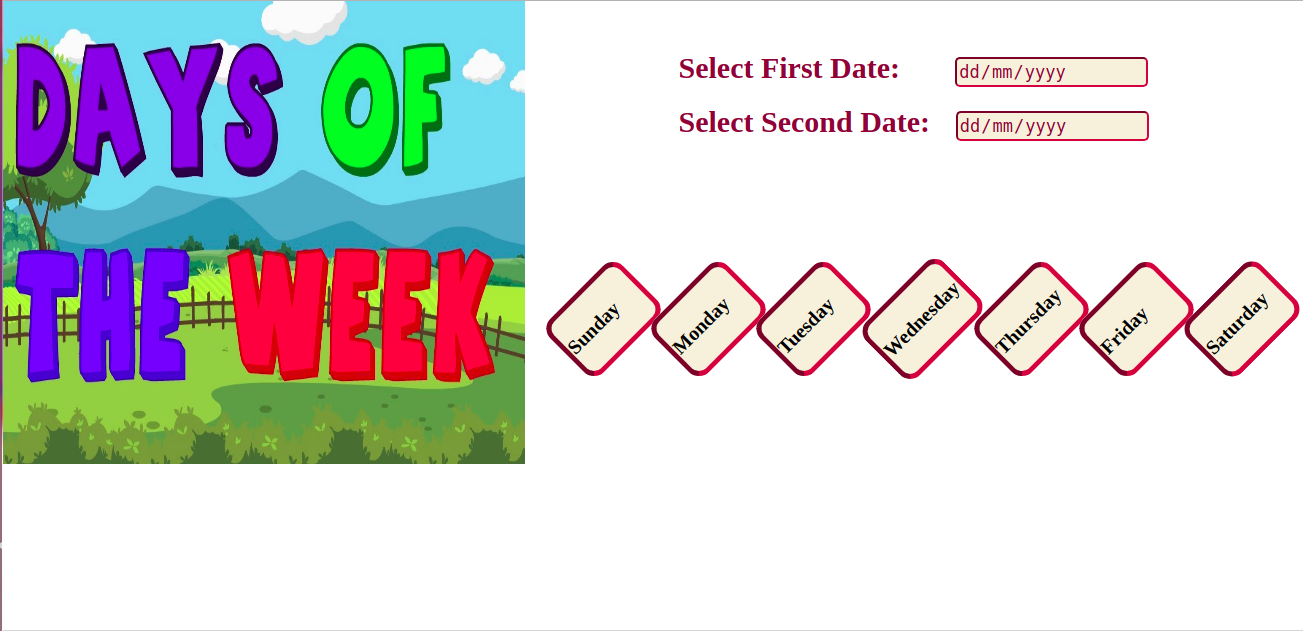 DAYS OF
THE WEEK
Select First Date: dd/mm/yyyy
Select Second Date: dd/mm/yyyy
Sunday Monday Tuesday Wednesday Thursday Friday Saturday